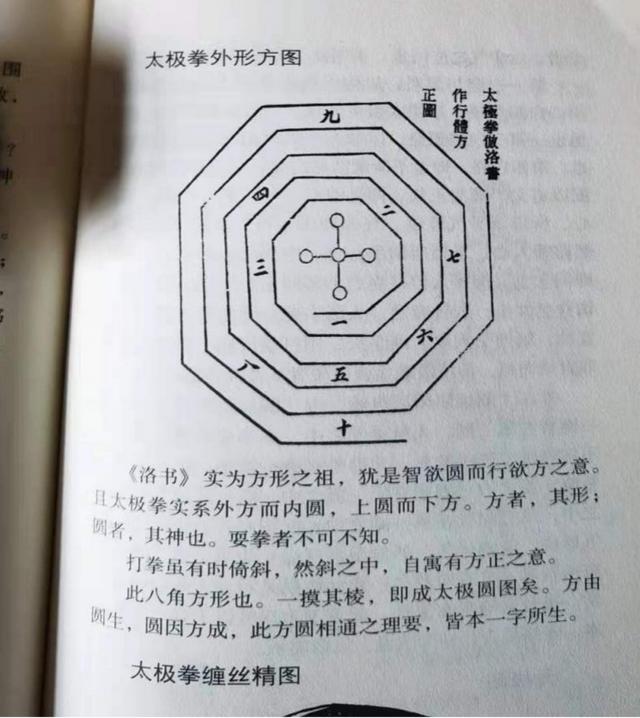 围
？
。
太极拳外形方图
太極拳倣洛書
作行體方
正圖
九
四
二
三
七
一
六
八
五
十
《洛书》实为方形之祖，犹是智欲圆而行欲方之意。
且太极拳实系外方而内圆，上圆而下方。方者，其形；
圆者，其神也。耍拳者不可不知。
打拳虽有时倚斜，然斜之中，自寓有方正之意。
此八角方形也。一摸其棱，即成太极圆图矣。方由
圆生，圆因方成，此方圆相通之理要，皆本一字所生。
太极拳缠丝精图